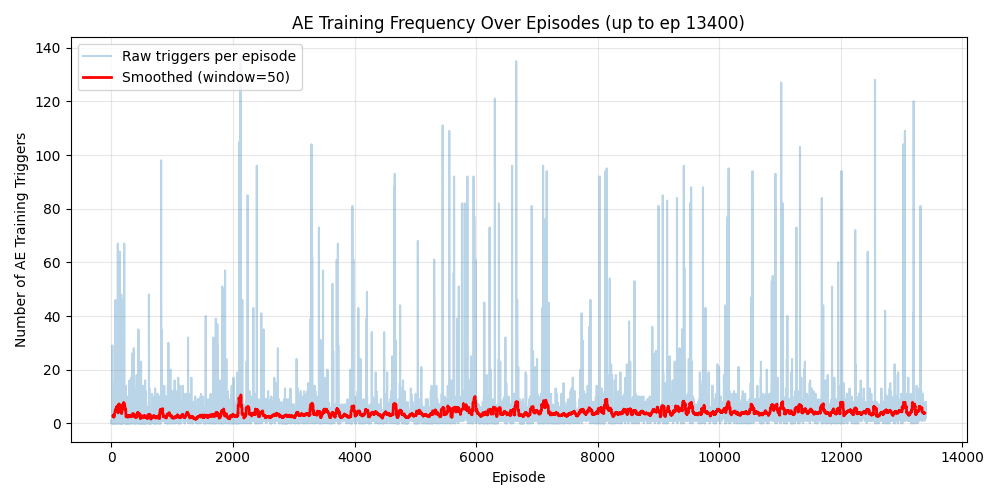 AE Training Frequency Over Episodes (up to ep 13400)
Raw triggers per episode
Smoothed (window=50)
Number of AE Training Triggers
140
120
100
80
60
40
20
0
0 2000 4000 6000 8000 10000 12000 14000
Episode